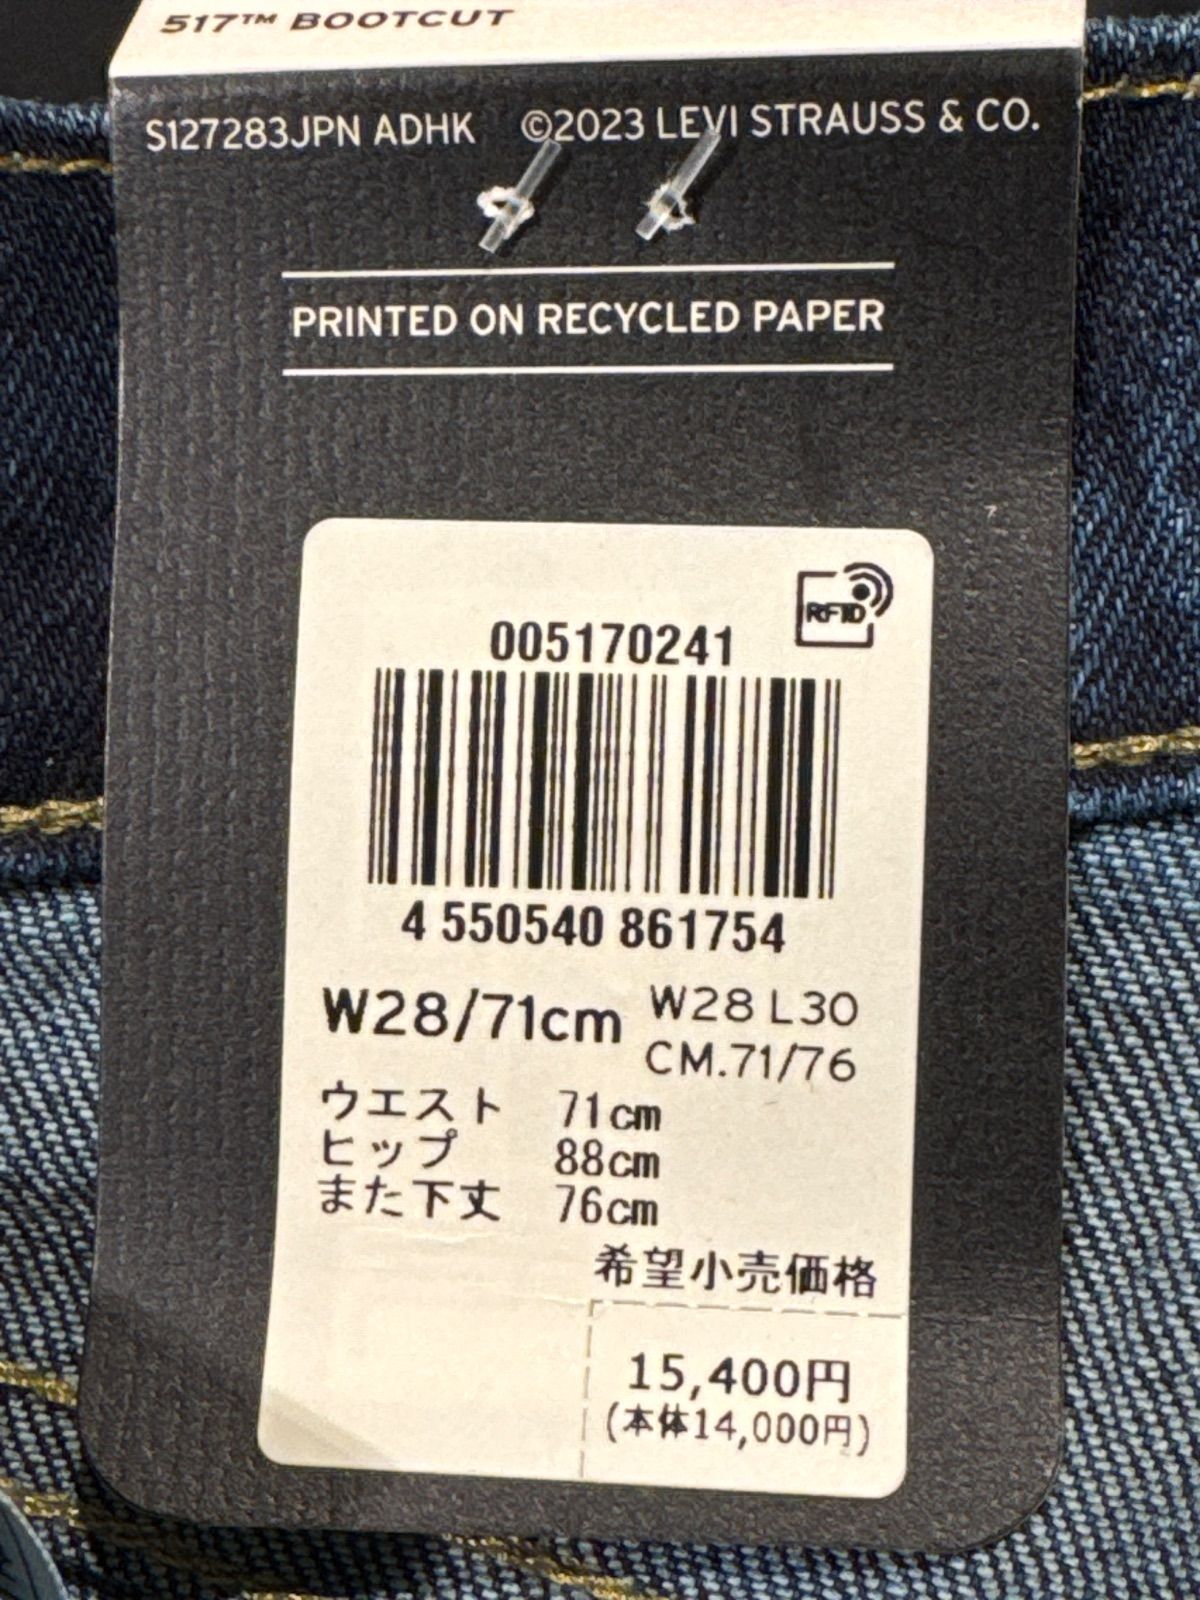 517™ BOOTCUT
S127283JPN ADHK ©2023 LEVI STRAUSS & CO.
PRINTED ON RECYCLED PAPER
RFID
005170241
4 550540 861754
W28/71cm W28 L30
CM.71/76
ウエスト 71cm
ヒップ 88cm
また下丈 76cm
希望小売価格
15,400円
(本体14,000円)